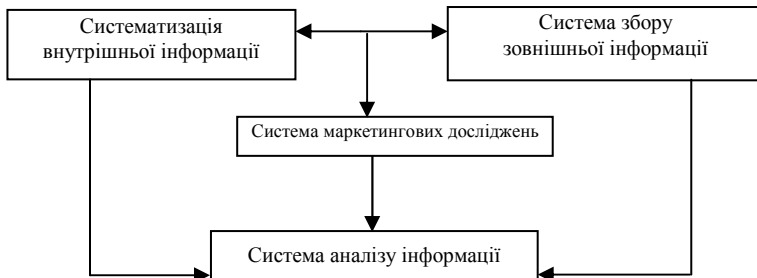 Систематизація
внутрішньої інформації
Система збору
зовнішньої інформації
Система маркетингових досліджень
Система аналізу інформації